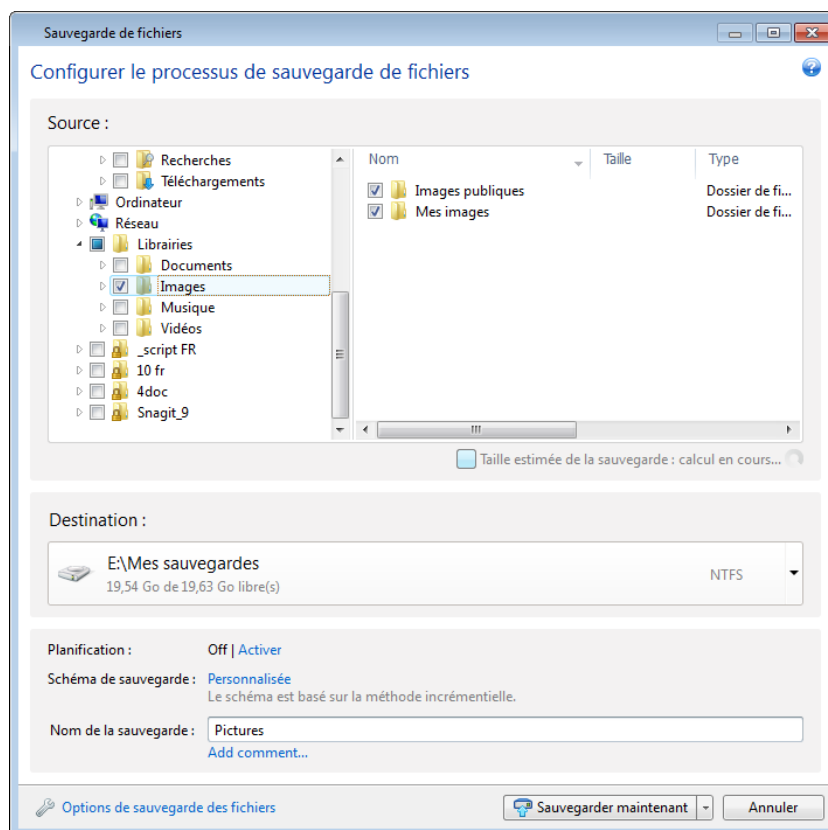 Sauvegarde de fichiers
Configurer le processus de sauvegarde de fichiers
Source :
Recherches
Téléchargements
Ordinateur
Réseau
Librairies
Documents
Images
Musique
Vidéos
_script FR
10 fr
4doc
Snagit_9
Nom Taille Type
Images publiques Dossier de fi...
Mes images Dossier de fi...
Taille estimée de la sauvegarde : calcul en cours...
Destination :
E:\Mes sauvegardes
19,54 Go de 19,63 Go libre(s)
NTFS
Planification : Off | Activer
Schéma de sauvegarde : Personnalisée
Le schéma est basé sur la méthode incrémentielle.
Nom de la sauvegarde : Pictures
Add comment...
Options de sauvegarde des fichiers
Sauvegarder maintenant
Annuler